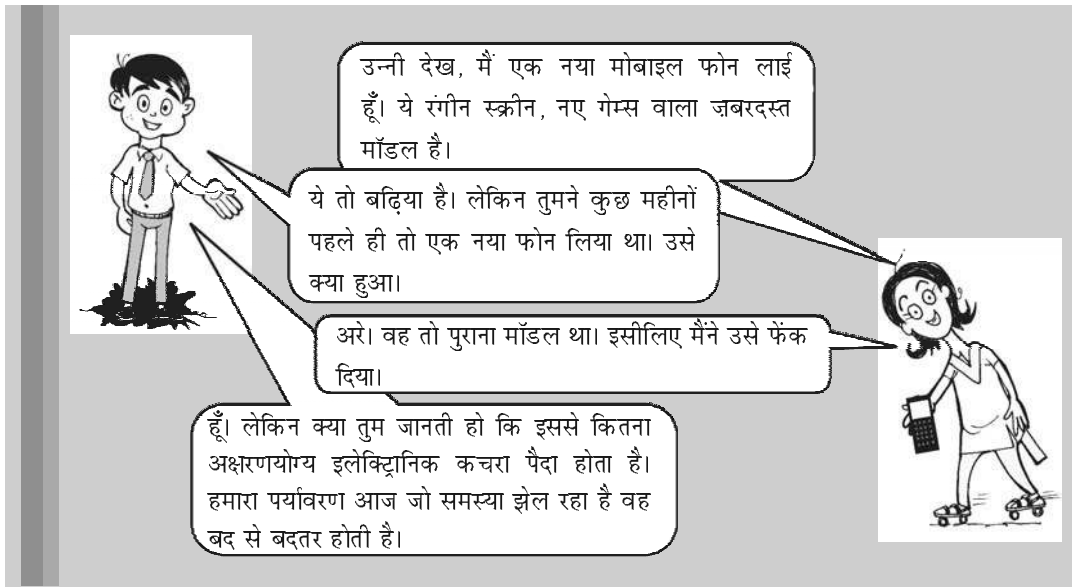 उन्नी देख, मैं एक नया मोबाइल फोन लाई
हूँ। ये रंगीन स्क्रीन, नए गेम्स वाला ज़बरदस्त
मॉडल है।
ये तो बढ़िया है। लेकिन तुमने कुछ महीनों
पहले ही तो एक नया फोन लिया था। उसे
क्या हुआ।
अरे। वह तो पुराना मॉडल था। इसीलिए मैंने उसे फेंक
दिया।
हूँ। लेकिन क्या तुम जानती हो कि इससे कितना
अक्षरणयोग्य इलेक्ट्रिानिक कचरा पैदा होता है।
हमारा पर्यावरण आज जो समस्या झेल रहा है वह
बद से बदतर होती है।